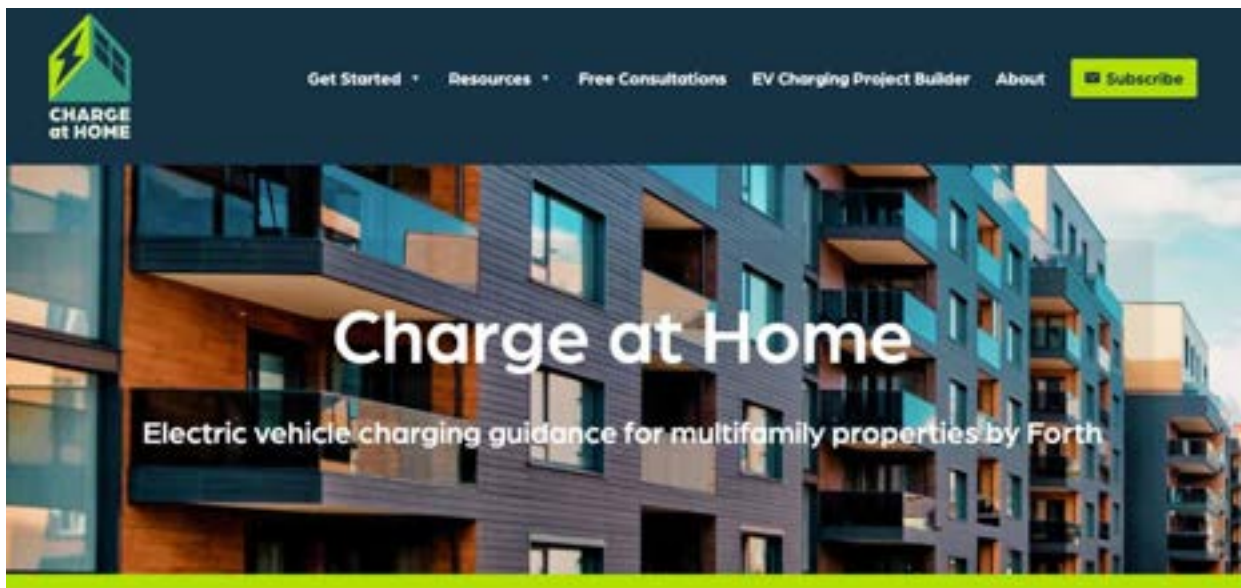 CHARGE
at HOME
Get Started Resources Free Consultations EV Charging Project Builder About Subscribe
Charge at Home
Electric vehicle charging guidance for multifamily properties by Forth